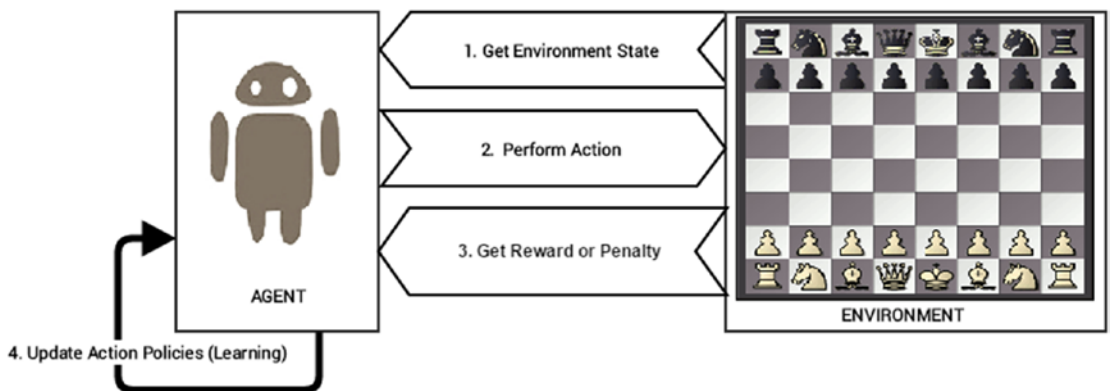 1. Get Environment State
2. Perform Action
3. Get Reward or Penalty
AGENT
ENVIRONMENT
4. Update Action Policies (Learning)